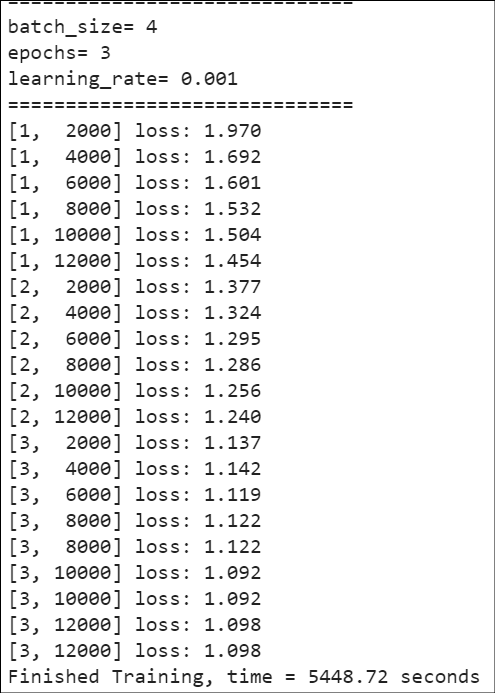 ==============================
batch_size= 4
epochs= 3
learning_rate= 0.001
==============================
[1,  2000] loss: 1.970
[1,  4000] loss: 1.692
[1,  6000] loss: 1.601
[1,  8000] loss: 1.532
[1, 10000] loss: 1.504
[1, 12000] loss: 1.454
[2,  2000] loss: 1.377
[2,  4000] loss: 1.324
[2,  6000] loss: 1.295
[2,  8000] loss: 1.286
[2, 10000] loss: 1.256
[2, 12000] loss: 1.240
[3,  2000] loss: 1.137
[3,  4000] loss: 1.142
[3,  6000] loss: 1.119
[3,  8000] loss: 1.122
[3,  8000] loss: 1.122
[3, 10000] loss: 1.092
[3, 10000] loss: 1.092
[3, 12000] loss: 1.098
[3, 12000] loss: 1.098
Finished Training, time = 5448.72 seconds